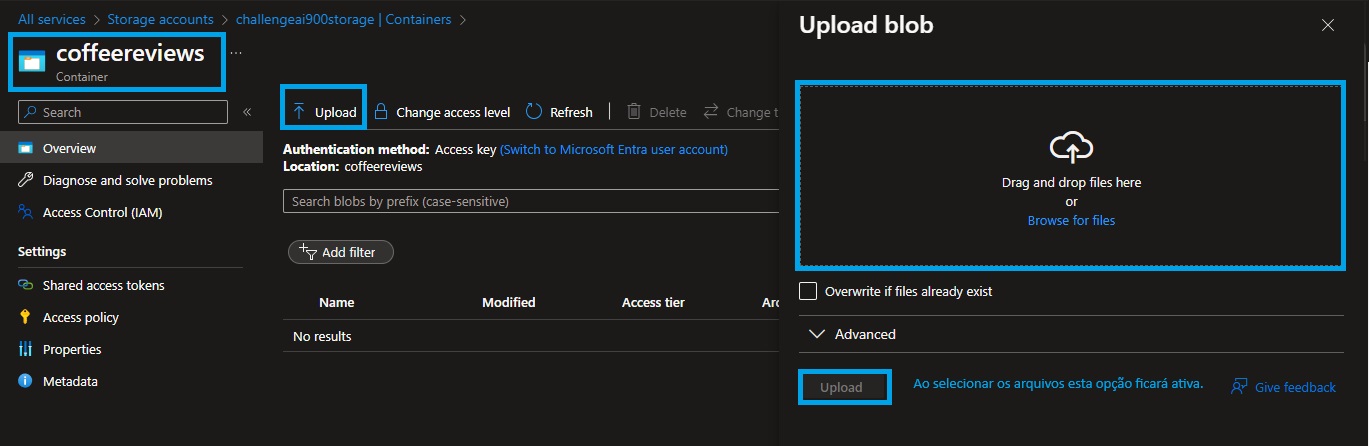 All services > Storage accounts > challengeai900storage | Containers >
coffeereviews ...
Container
Search «
Overview
Diagnose and solve problems
Access Control (IAM)
Settings
Shared access tokens
Access policy
Properties
Metadata
Upload Change access level Refresh | Delete Change t
Authentication method: Access key (Switch to Microsoft Entra user account)
Location: coffeereviews
Search blobs by prefix (case-sensitive)
Add filter
Name Modified Access tier Arc
No results
Upload blob
Drag and drop files here
or
Browse for files
Overwrite if files already exist
Advanced
Upload Ao selecionar os arquivos esta opção ficará ativa. Give feedback